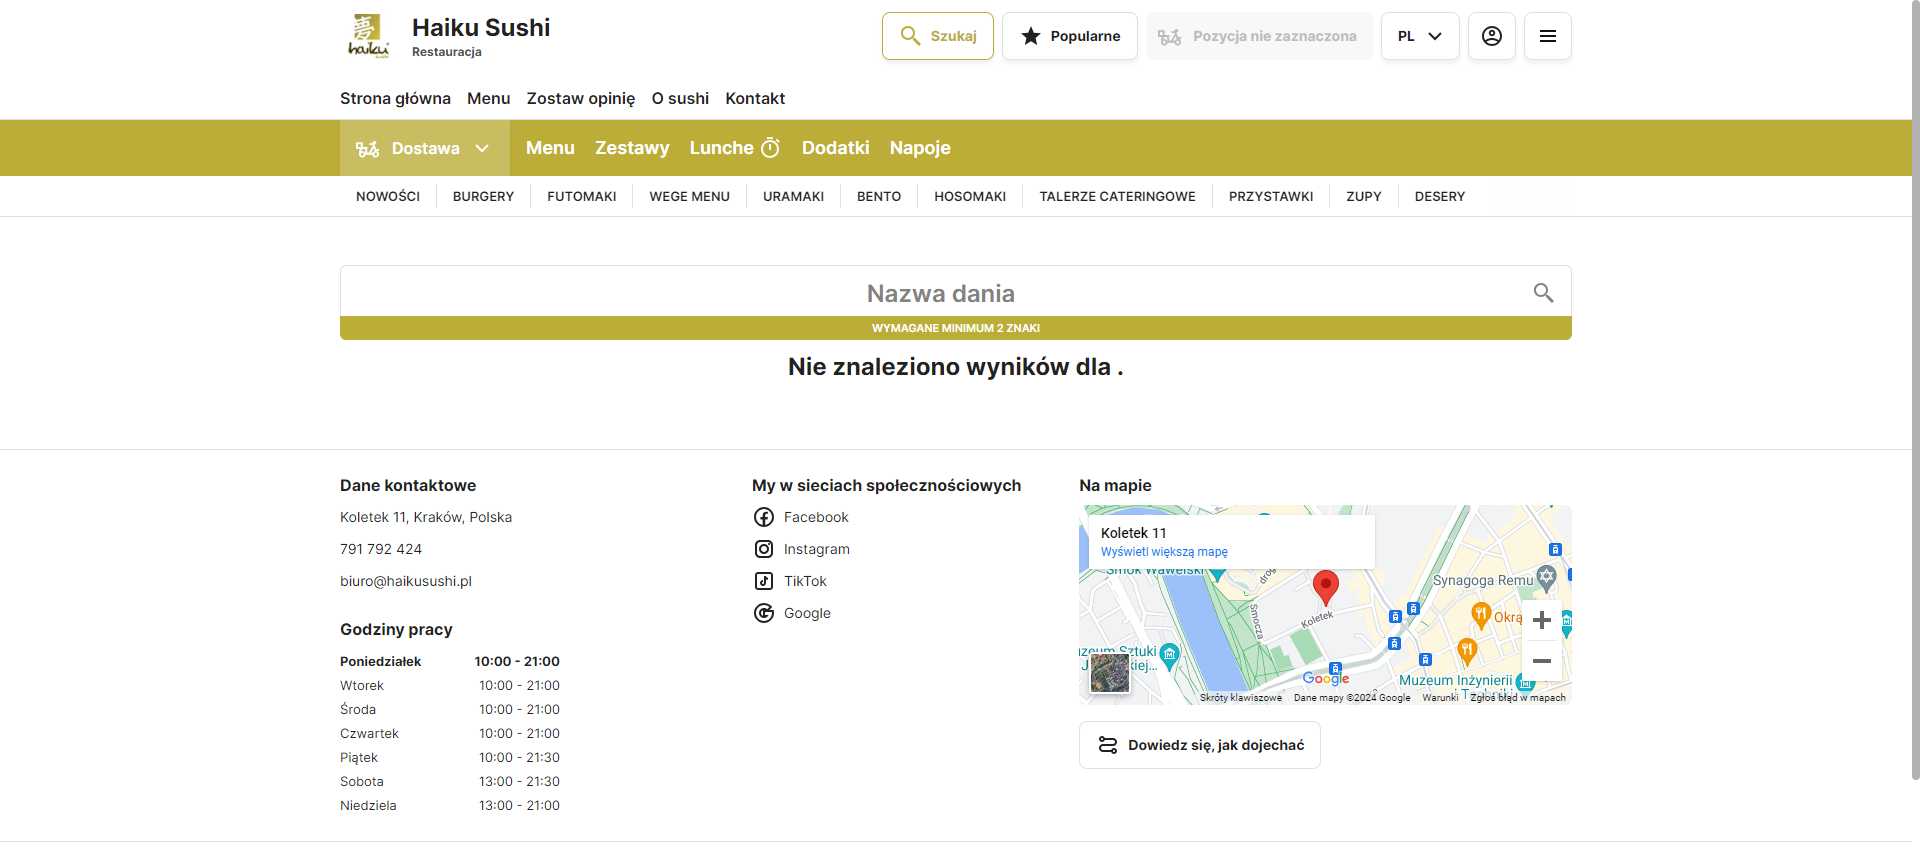 haiku
Haiku Sushi
Restauracja
Szukaj
Popularne
Pozycja nie zaznaczona
PL
Strona główna Menu Zostaw opinię O sushi Kontakt
Dostawa Menu Zestawy Lunche Dodatki Napoje
NOWOŚCI BURGERY FUTOMAKI WEGE MENU URAMAKI BENTO HOSOMAKI TALERZE CATERINGOWE PRZYSTAWKI ZUPY DESERY
Nazwa dania
WYMAGANE MINIMUM 2 ZNAKI
Nie znaleziono wyników dla .
Dane kontaktowe
Koletek 11, Kraków, Polska
791 792 424
biuro@haikusushi.pl
Godziny pracy
Poniedziałek 10:00 - 21:00
Wtorek 10:00 - 21:00
Środa 10:00 - 21:00
Czwartek 10:00 - 21:00
Piątek 10:00 - 21:30
Sobota 13:00 - 21:30
Niedziela 13:00 - 21:00
My w sieciach społecznościowych
Facebook
Instagram
TikTok
Google
Na mapie
Koletek 11
Wyświetl większą mapę
Smok Wawelski
Smocza
Koletek
Synagoga Remu
Okrą
Muzeum Inżynierii
Google
Skróty klawiszowe Dane mapy ©2024 Google Warunki Zgłoś błąd w mapach
Dowiedz się, jak dojechać